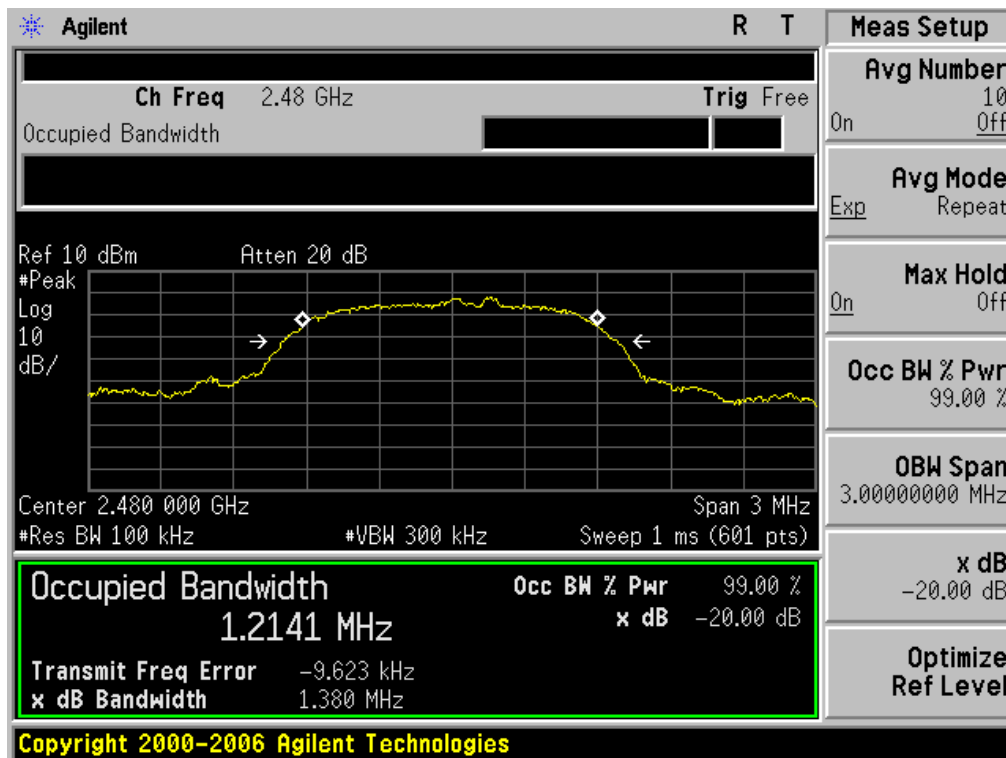 Agilent R T Meas Setup
Ch Freq 2.48 GHz Trig Free
Occupied Bandwidth
Ref 10 dBm Atten 20 dB
#Peak
Log
10
dB/
Center 2.480 000 GHz Span 3 MHz
#Res BW 100 kHz #VBW 300 kHz Sweep 1 ms (601 pts)
Occupied Bandwidth Occ BW % Pwr 99.00 %
1.2141 MHz x dB -20.00 dB
Transmit Freq Error -9.623 kHz
x dB Bandwidth 1.380 MHz
Copyright 2000-2006 Agilent Technologies
Avg Number
10
On Off
Avg Mode
Exp Repeat
Max Hold
On Off
Occ BW % Pwr
99.00 %
OBW Span
3.00000000 MHz
x dB
-20.00 dB
Optimize
Ref Level